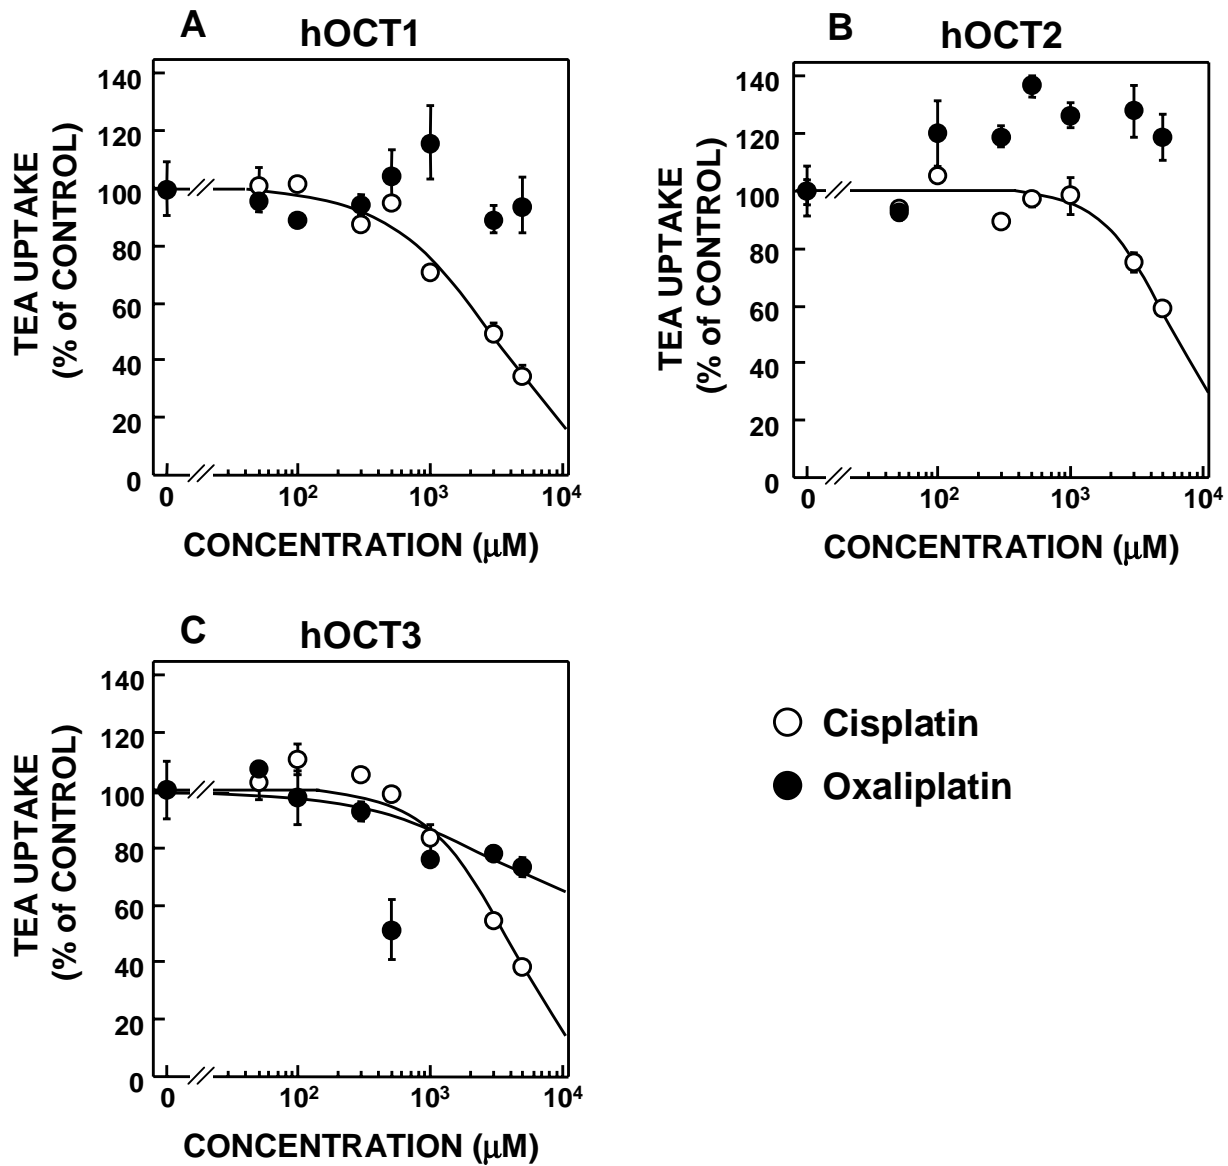 A hOCT1
TEA UPTAKE
(% of CONTROL)
140
120
100
80
60
40
20
0
0 10² 10³ 10⁴
CONCENTRATION (µM)
B hOCT2
TEA UPTAKE
(% of CONTROL)
140
120
100
80
60
40
20
0
0 10² 10³ 10⁴
CONCENTRATION (µM)
C hOCT3
TEA UPTAKE
(% of CONTROL)
140
120
100
80
60
40
20
0
0 10² 10³ 10⁴
CONCENTRATION (µM)
Cisplatin
Oxaliplatin